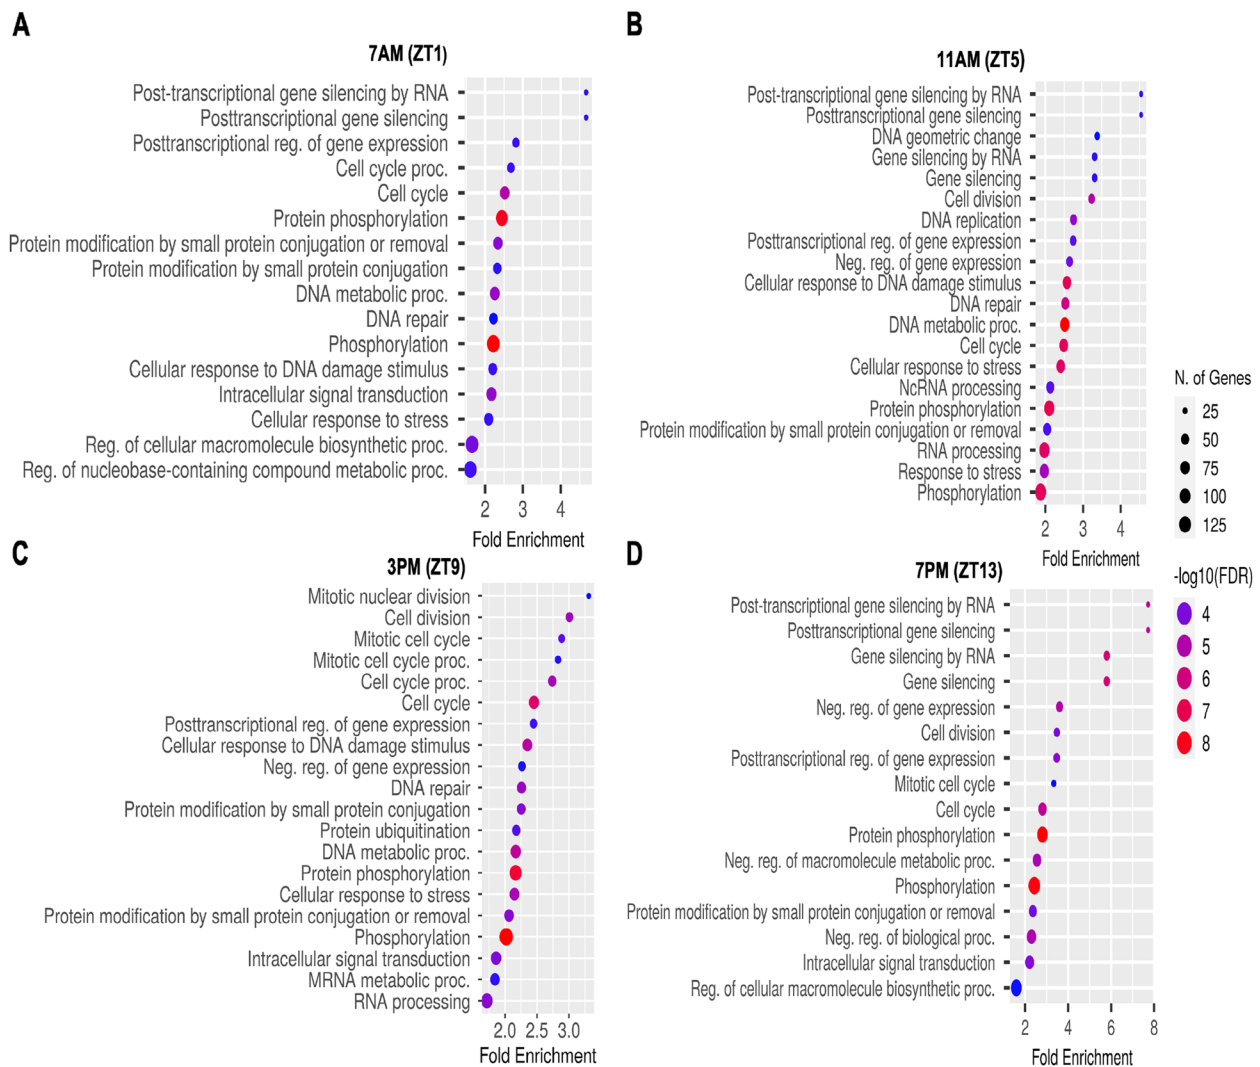 A
7AM (ZT1)
Post-transcriptional gene silencing by RNA
Posttranscriptional gene silencing
Posttranscriptional reg. of gene expression
Cell cycle proc.
Cell cycle
Protein phosphorylation
Protein modification by small protein conjugation or removal
Protein modification by small protein conjugation
DNA metabolic proc.
DNA repair
Phosphorylation
Cellular response to DNA damage stimulus
Intracellular signal transduction
Cellular response to stress
Reg. of cellular macromolecule biosynthetic proc.
Reg. of nucleobase-containing compound metabolic proc.
2 3 4
Fold Enrichment
B
11AM (ZT5)
Post-transcriptional gene silencing by RNA
Posttranscriptional gene silencing
DNA geometric change
Gene silencing by RNA
Gene silencing
Cell division
DNA replication
Posttranscriptional reg. of gene expression
Neg. reg. of gene expression
Cellular response to DNA damage stimulus
DNA repair
DNA metabolic proc.
Cell cycle
Cellular response to stress
NcRNA processing
Protein phosphorylation
Protein modification by small protein conjugation or removal
RNA processing
Response to stress
Phosphorylation
2 3 4
Fold Enrichment
N. of Genes
25
50
75
100
125
-log10(FDR)
4
5
6
7
8
C
3PM (ZT9)
Mitotic nuclear division
Cell division
Mitotic cell cycle
Mitotic cell cycle proc.
Cell cycle proc.
Cell cycle
Posttranscriptional reg. of gene expression
Cellular response to DNA damage stimulus
Neg. reg. of gene expression
DNA repair
Protein modification by small protein conjugation
Protein ubiquitination
DNA metabolic proc.
Protein phosphorylation
Cellular response to stress
Protein modification by small protein conjugation or removal
Phosphorylation
Intracellular signal transduction
MRNA metabolic proc.
RNA processing
2.0 2.5 3.0
Fold Enrichment
D
7PM (ZT13)
Post-transcriptional gene silencing by RNA
Posttranscriptional gene silencing
Gene silencing by RNA
Gene silencing
Neg. reg. of gene expression
Cell division
Posttranscriptional reg. of gene expression
Mitotic cell cycle
Cell cycle
Protein phosphorylation
Neg. reg. of macromolecule metabolic proc.
Phosphorylation
Protein modification by small protein conjugation or removal
Neg. reg. of biological proc.
Intracellular signal transduction
Reg. of cellular macromolecule biosynthetic proc.
2 4 6 8
Fold Enrichment